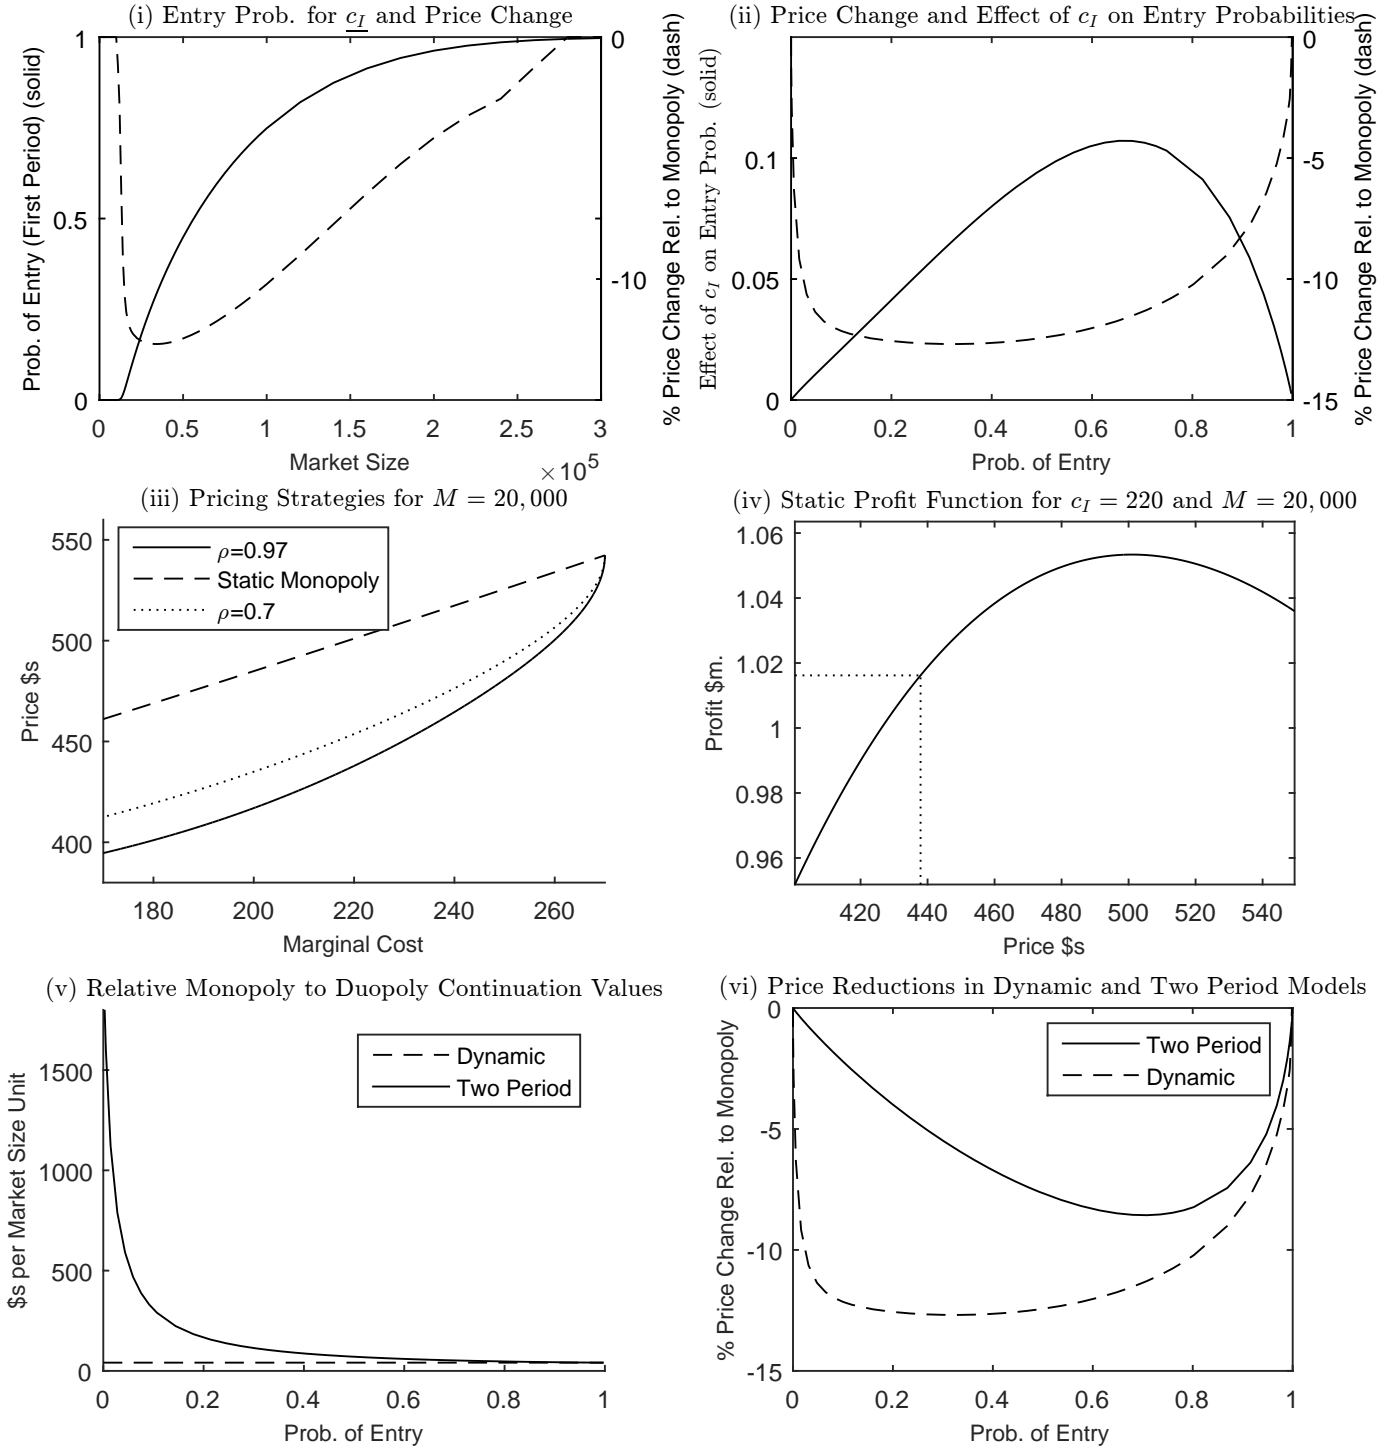 (i) Entry Prob. for c_I and Price Change
Prob. of Entry (First Period) (solid)
1
0.5
0
0
-10
% Price Change Rel. to Monopoly (dash)
0 0.5 1 1.5 2 2.5 3
Market Size
×10^5
(ii) Price Change and Effect of c_I on Entry Probabilities
Effect of c_I on Entry Prob. (solid)
0.1
0.05
0
0
-5
-10
-15
% Price Change Rel. to Monopoly (dash)
0 0.2 0.4 0.6 0.8 1
Prob. of Entry
(iii) Pricing Strategies for M = 20,000
ρ=0.97
Static Monopoly
ρ=0.7
Price $s
550
500
450
400
180 200 220 240 260
Marginal Cost
(iv) Static Profit Function for c_I = 220 and M = 20,000
Profit $m.
1.06
1.04
1.02
1
0.98
0.96
420 440 460 480 500 520 540
Price $s
(v) Relative Monopoly to Duopoly Continuation Values
Dynamic
Two Period
$s per Market Size Unit
1500
1000
500
0
0 0.2 0.4 0.6 0.8 1
Prob. of Entry
(vi) Price Reductions in Dynamic and Two Period Models
Two Period
Dynamic
% Price Change Rel. to Monopoly
0
-5
-10
-15
0 0.2 0.4 0.6 0.8 1
Prob. of Entry